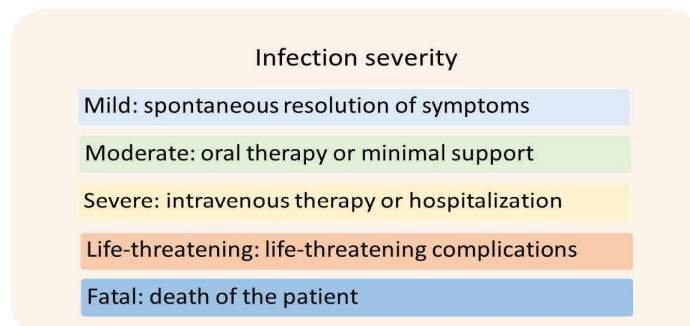 Infection severity
Mild: spontaneous resolution of symptoms
Moderate: oral therapy or minimal support
Severe: intravenous therapy or hospitalization
Life-threatening: life-threatening complications
Fatal: death of the patient